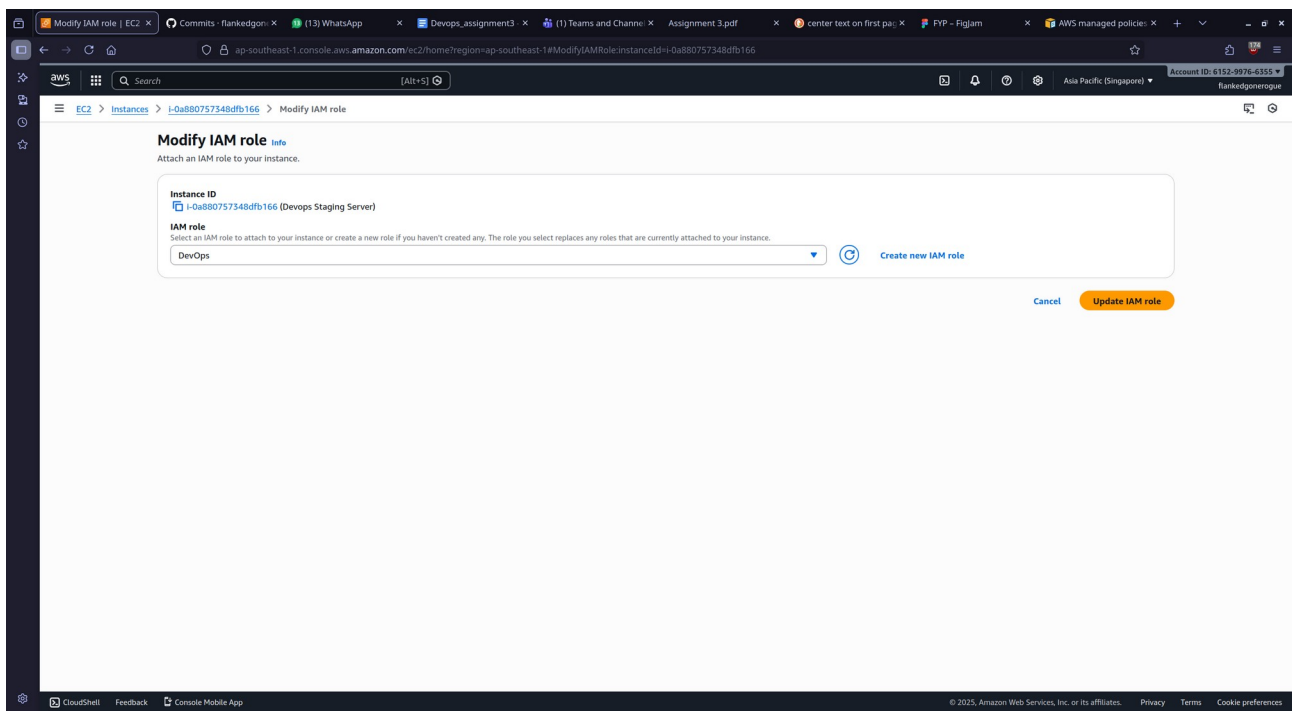 Modify IAM role | EC2
Commits · flankedgone
(13) WhatsApp
Devops_assignment3 -
(1) Teams and Channel
Assignment 3.pdf
center text on first pag
FYP – FigJam
AWS managed policies
ap-southeast-1.console.aws.amazon.com/ec2/home?region=ap-southeast-1#ModifyIAMRole:instanceId=i-0a880757348dfb166
174
aws
Search
[Alt+S]
Asia Pacific (Singapore)
Account ID: 6152-9976-6355
flankedgonerogue
EC2 > Instances > i-0a880757348dfb166 > Modify IAM role
Modify IAM role Info
Attach an IAM role to your instance.
Instance ID
i-0a880757348dfb166 (Devops Staging Server)
IAM role
Select an IAM role to attach to your instance or create a new role if you haven't created any. The role you select replaces any roles that are currently attached to your instance.
DevOps
Create new IAM role
Cancel
Update IAM role
CloudShell Feedback Console Mobile App
© 2025, Amazon Web Services, Inc. or its affiliates. Privacy Terms Cookie preferences